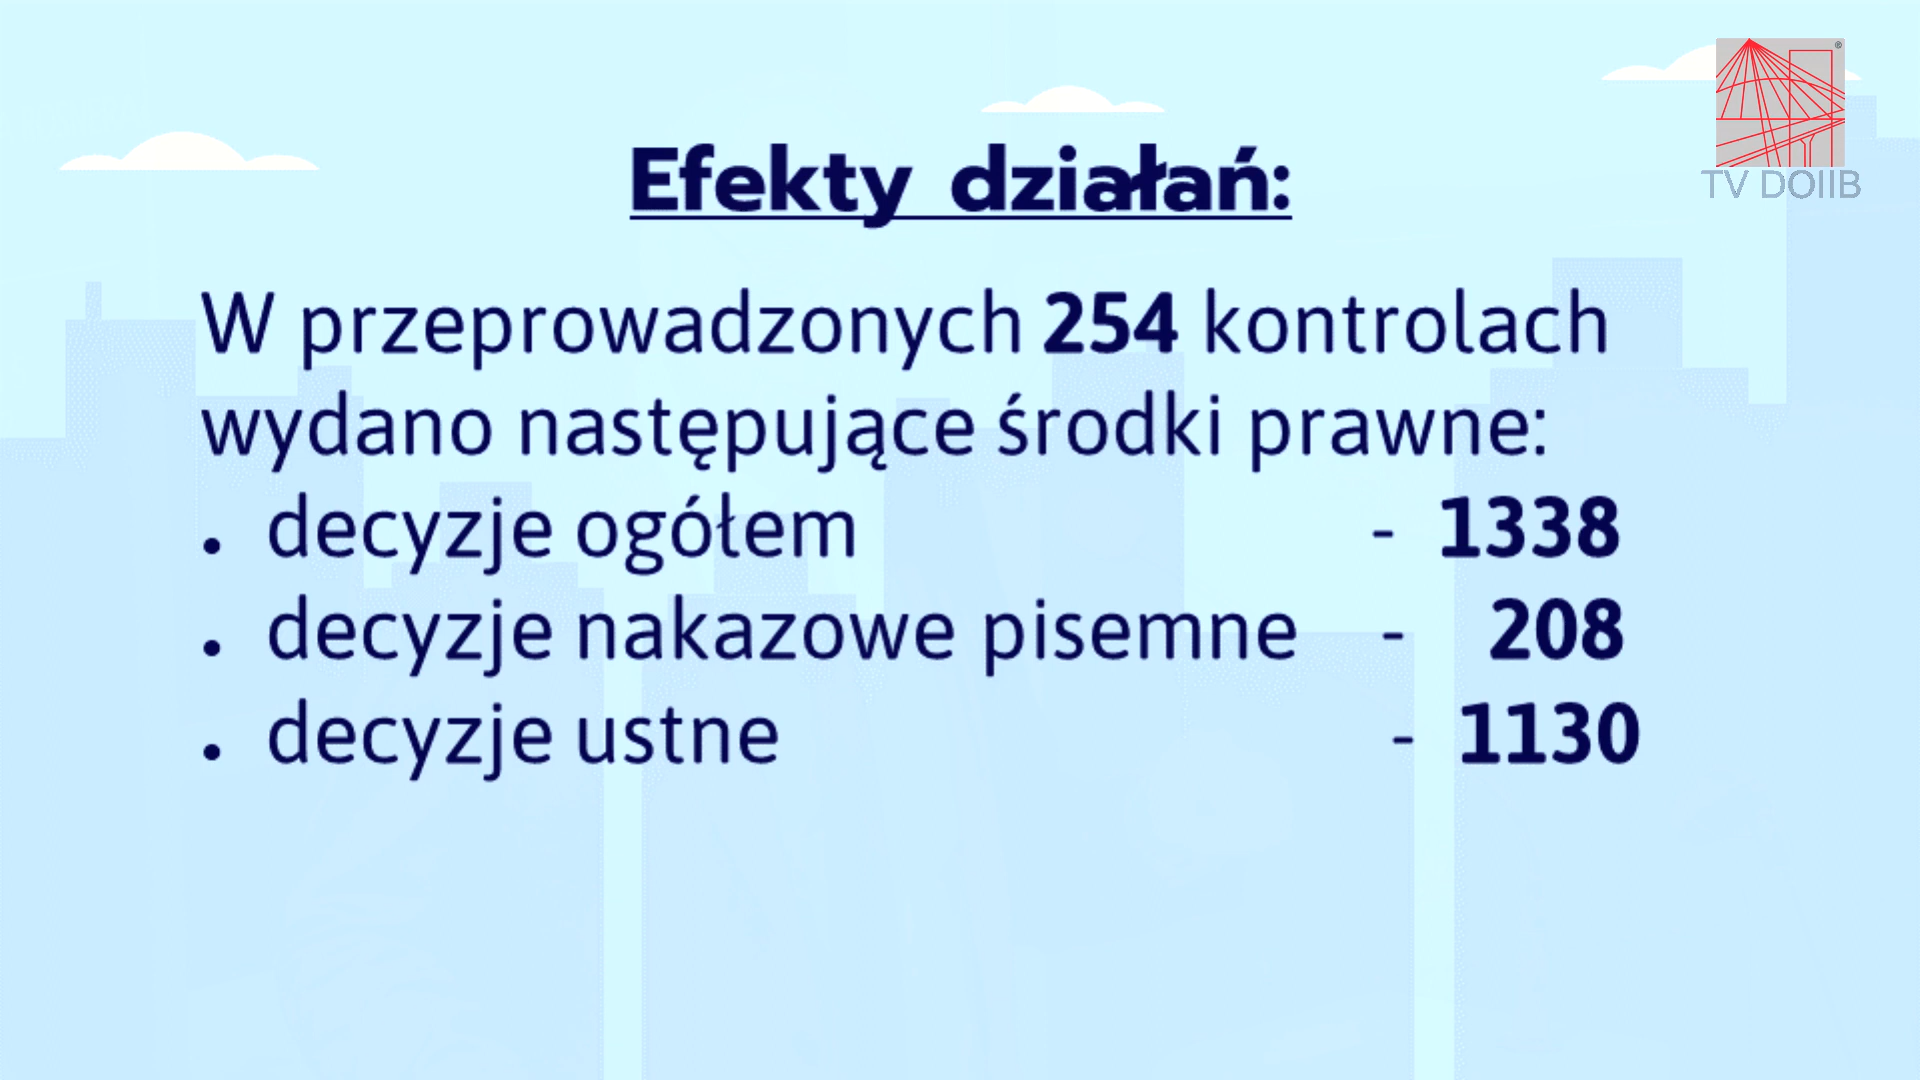 ®
TV DOIIB
Efekty działań:
W przeprowadzonych 254 kontrolach
wydano następujące środki prawne:
• decyzje ogółem - 1338
• decyzje nakazowe pisemne - 208
• decyzje ustne - 1130